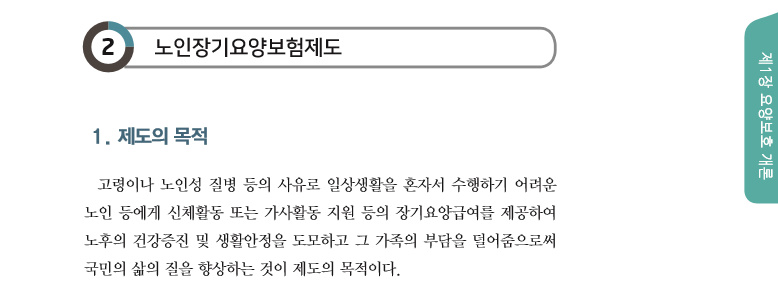 2 노인장기요양보험제도
1. 제도의 목적
고령이나 노인성 질병 등의 사유로 일상생활을 혼자서 수행하기 어려운
노인 등에게 신체활동 또는 가사활동 지원 등의 장기요양급여를 제공하여
노후의 건강증진 및 생활안정을 도모하고 그 가족의 부담을 덜어줌으로써
국민의 삶의 질을 향상하는 것이 제도의 목적이다.
제1장 요양보호 개론